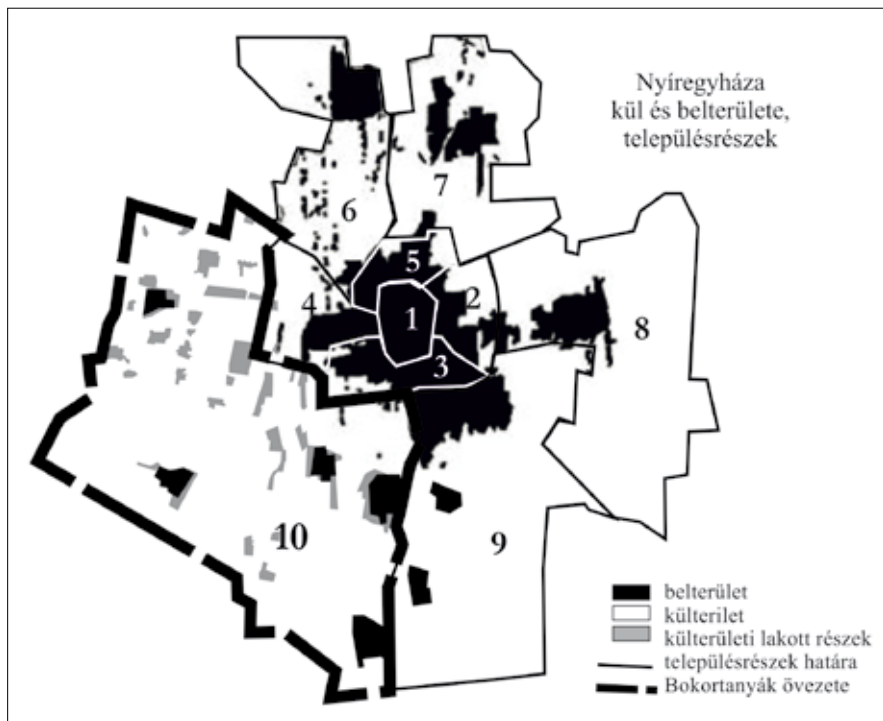 Nyíregyháza
kül és belterülete,
településrészek
7
6
5
4
2
1
8
3
10
9
belterület
külterilet
külterületi lakott részek
településrészek határa
Bokortanyák övezete